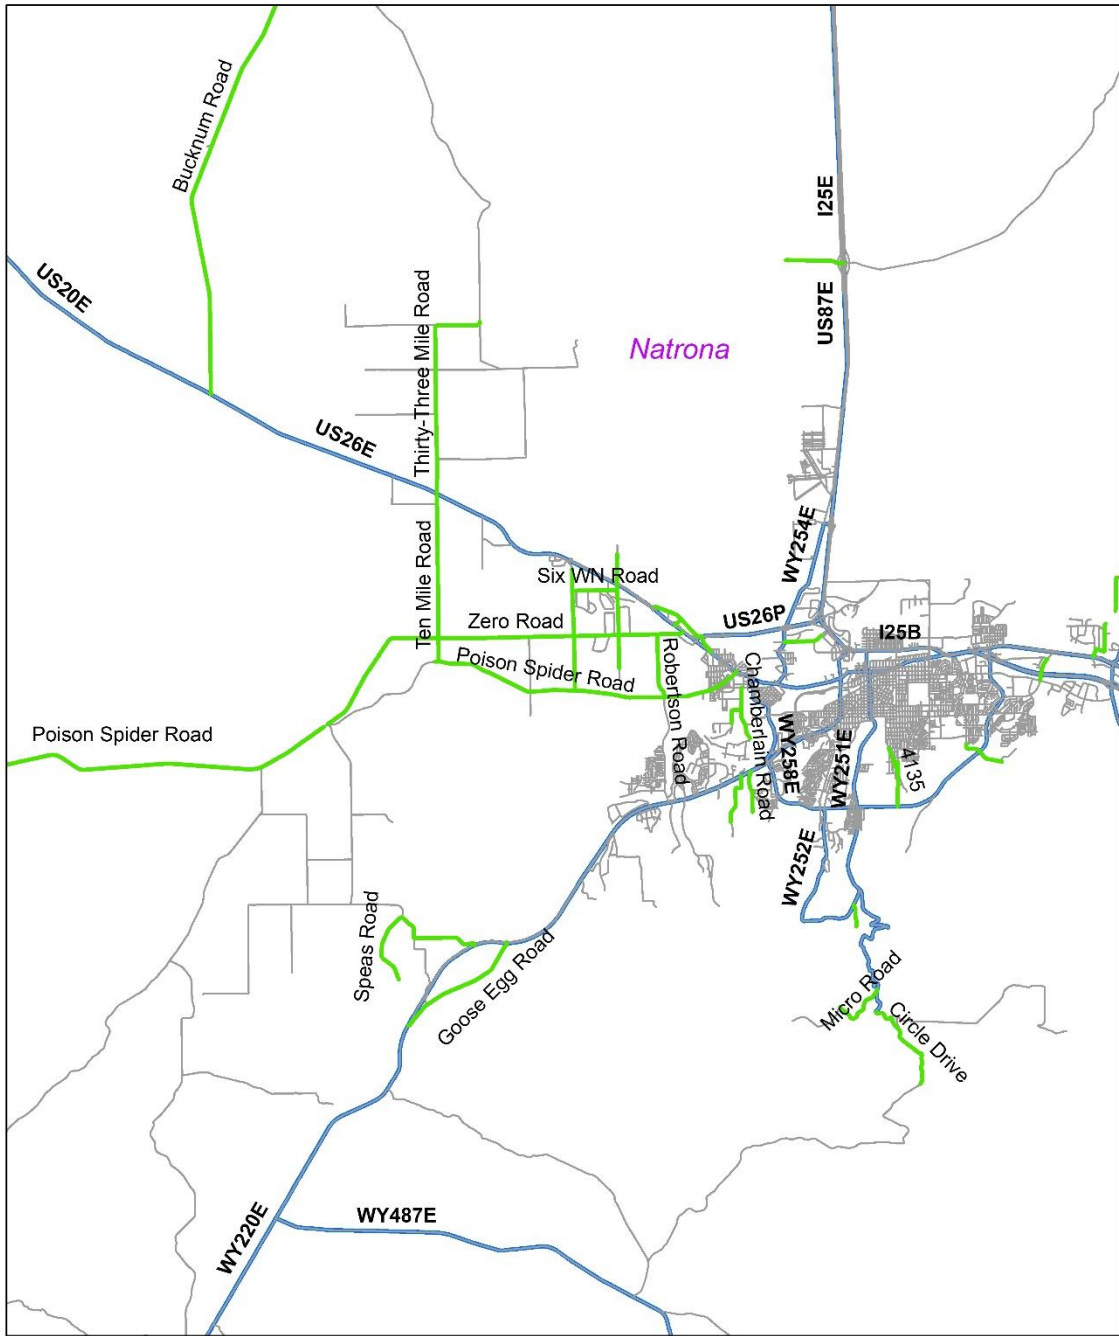 Bucknum Road
I25E
US20E
US87E
Thirty-Three Mile Road
Natrona
US26E
WY254E
Ten Mile Road
Six WN Road
Zero Road
US26P
I25B
Poison Spider Road
Robertson Road
Chamberlain Road
Poison Spider Road
WY258E
WY251E
A135
WY252E
Speas Road
Goose Egg Road
Micro Road
Circle Drive
WY220E
WY487E